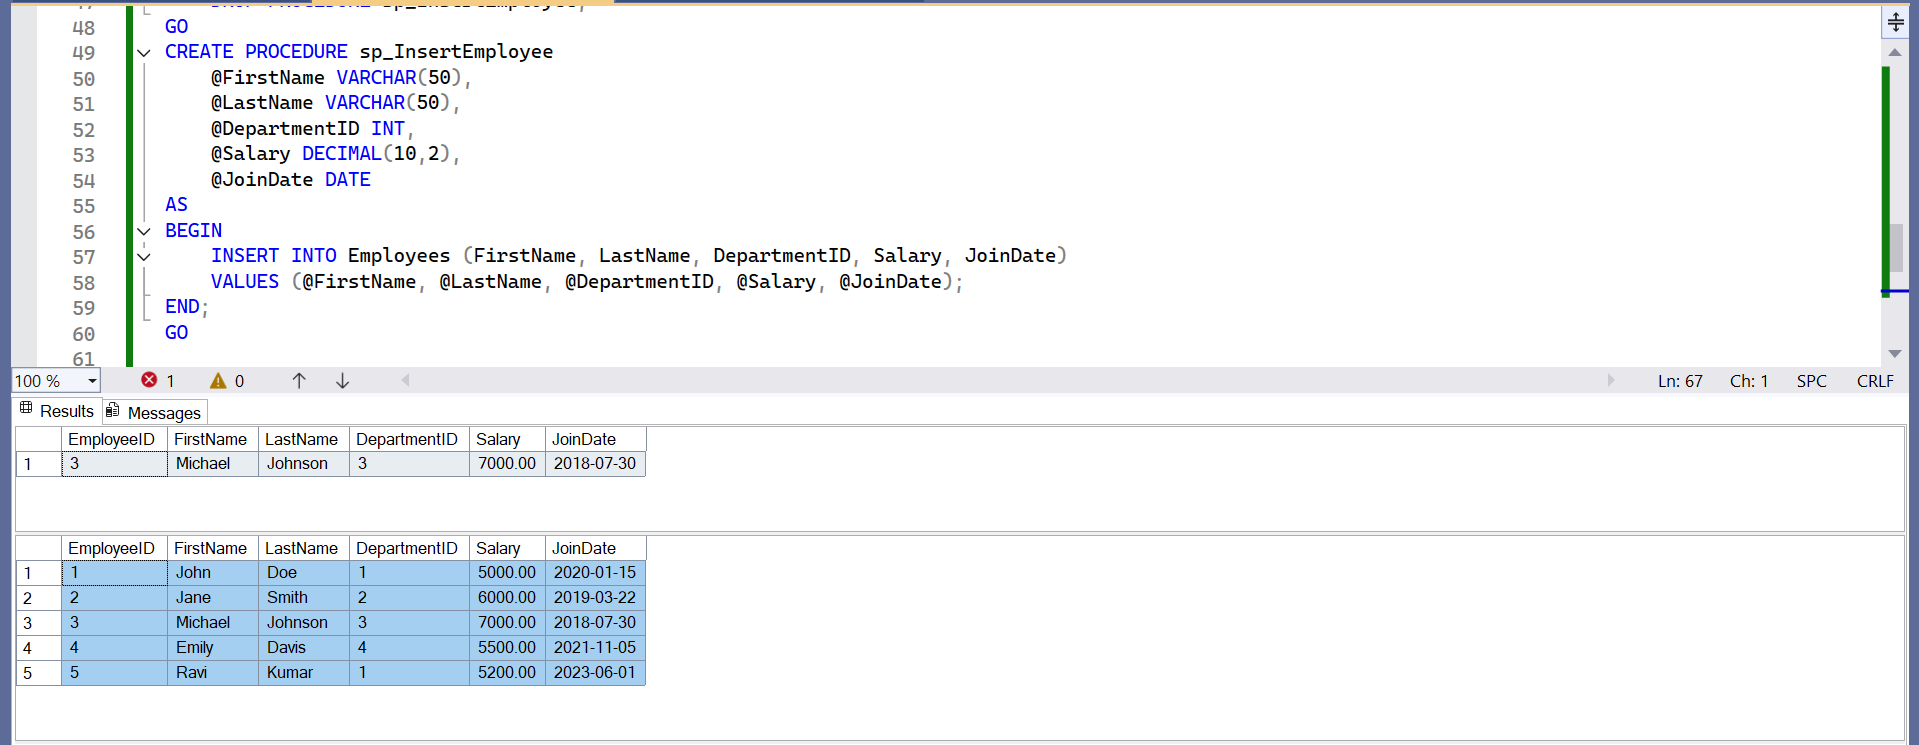 48 GO
49 CREATE PROCEDURE sp_InsertEmployee
50 @FirstName VARCHAR(50),
51 @LastName VARCHAR(50),
52 @DepartmentID INT,
53 @Salary DECIMAL(10,2),
54 @JoinDate DATE
55 AS
56 BEGIN
57 INSERT INTO Employees (FirstName, LastName, DepartmentID, Salary, JoinDate)
58 VALUES (@FirstName, @LastName, @DepartmentID, @Salary, @JoinDate);
59 END;
60 GO
61
100 % 1 0 Ln: 67 Ch: 1 SPC CRLF
Results Messages
EmployeeID FirstName LastName DepartmentID Salary JoinDate
1 3 Michael Johnson 3 7000.00 2018-07-30
EmployeeID FirstName LastName DepartmentID Salary JoinDate
1 1 John Doe 1 5000.00 2020-01-15
2 2 Jane Smith 2 6000.00 2019-03-22
3 3 Michael Johnson 3 7000.00 2018-07-30
4 4 Emily Davis 4 5500.00 2021-11-05
5 5 Ravi Kumar 1 5200.00 2023-06-01